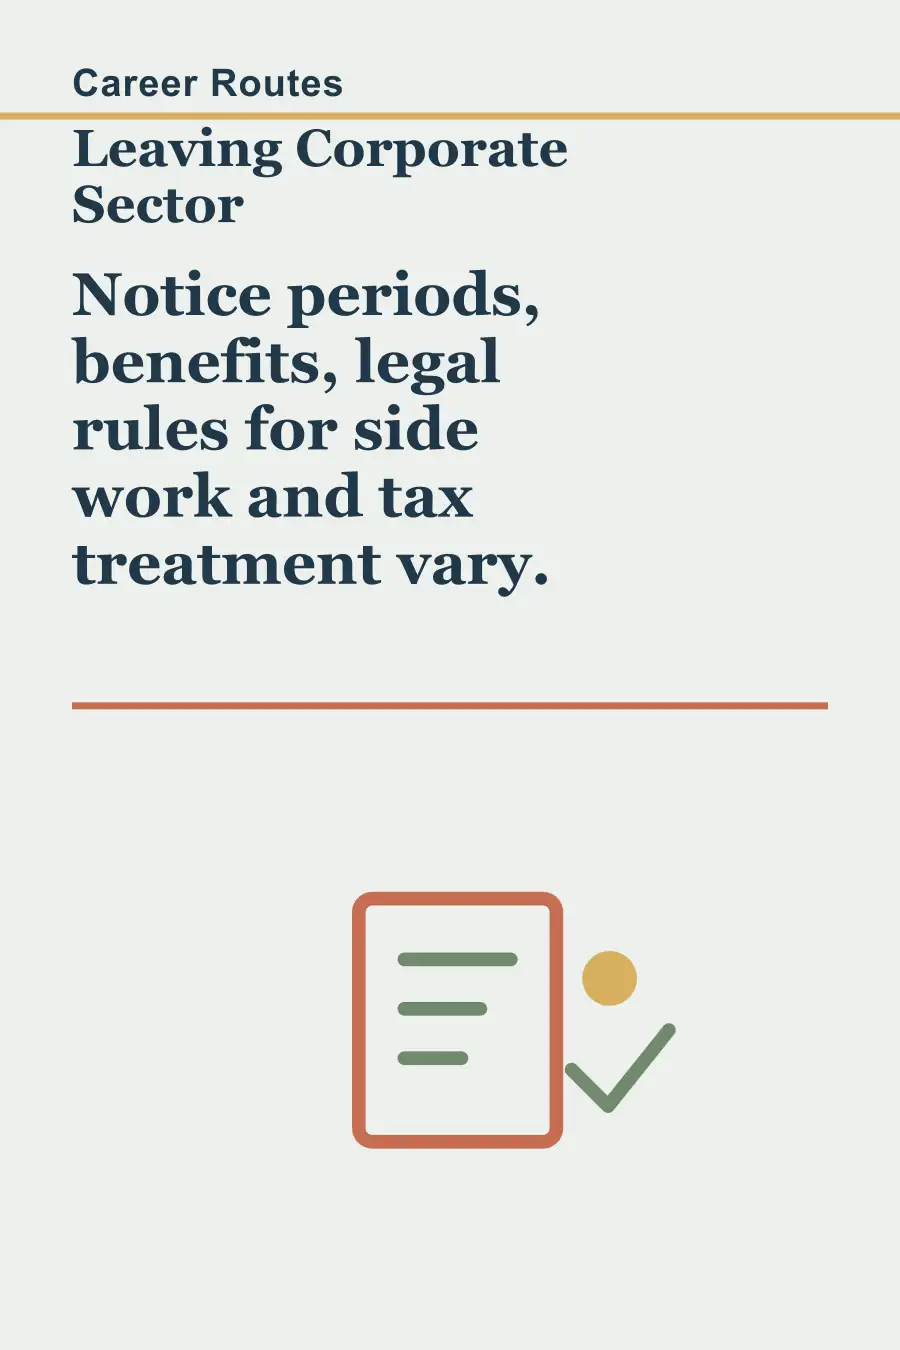 Career Routes
Leaving Corporate
Sector
Notice periods,
benefits, legal
rules for side
work and tax
treatment vary.